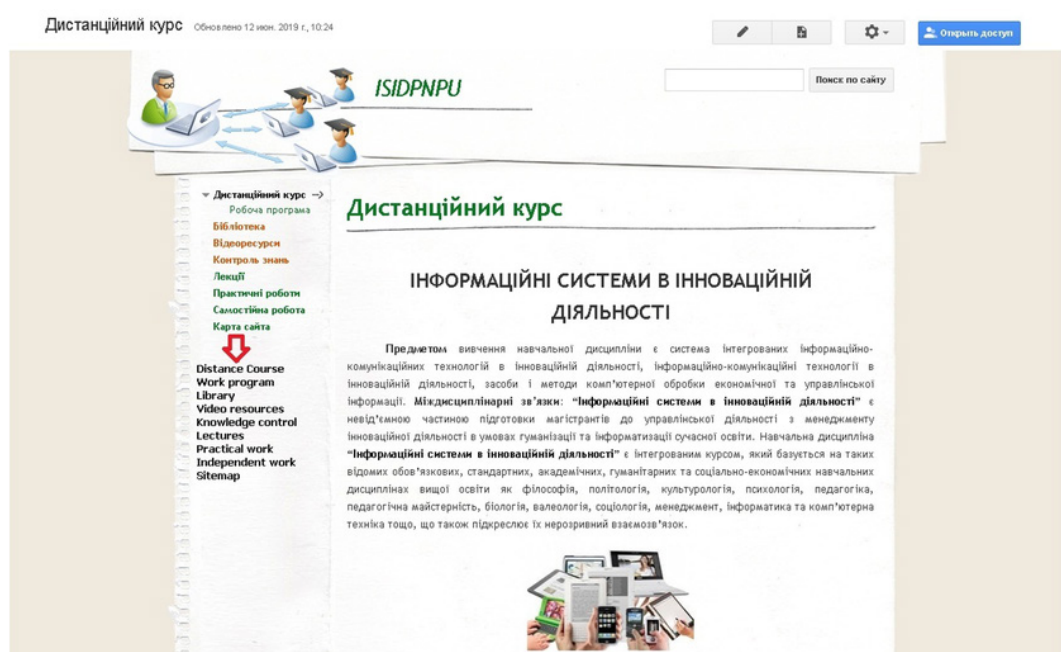 Дистанційний курс Обновлено 12 июн. 2019 г., 10:24
Открыть доступ
ISIDPNPU
Поиск по сайту
Дистанційний курс
Робоча програма
Бібліотека
Відеоресурси
Контроль знань
Лекції
Практичні роботи
Самостійна робота
Карта сайта
Distance Course
Work program
Library
Video resources
Knowledge control
Lectures
Practical work
Independent work
Sitemap
Дистанційний курс
ІНФОРМАЦІЙНІ СИСТЕМИ В ІННОВАЦІЙНІЙ
ДІЯЛЬНОСТІ
Предметом вивчення навчальної дисципліни є система інтегрованих інформаційно-
комунікаційних технологій в інноваційній діяльності, інформаційно-комунікаційні технології в
інноваційній діяльності, засоби і методи комп'ютерної обробки економічної та управлінської
інформації. Міждисциплінарні зв'язки: "Інформаційні системи в інноваційній діяльності" є
невід'ємною частиною підготовки магістрантів до управлінської діяльності з менеджменту
інноваційної діяльності в умовах гуманізації та інформатизації сучасної освіти. Навчальна дисципліна
"Інформаційні системи в інноваційній діяльності" є інтегрованим курсом, який базується на таких
відомих обов'язкових, стандартних, академічних, гуманітарних та соціально-економічних навчальних
дисциплінах вищої освіти як філософія, політологія, культурологія, психологія, педагогіка,
педагогічна майстерність, біологія, валеологія, соціологія, менеджмент, інформатика та комп'ютерна
техніка тощо, що також підкреслює їх нерозривний взаємозв'язок.